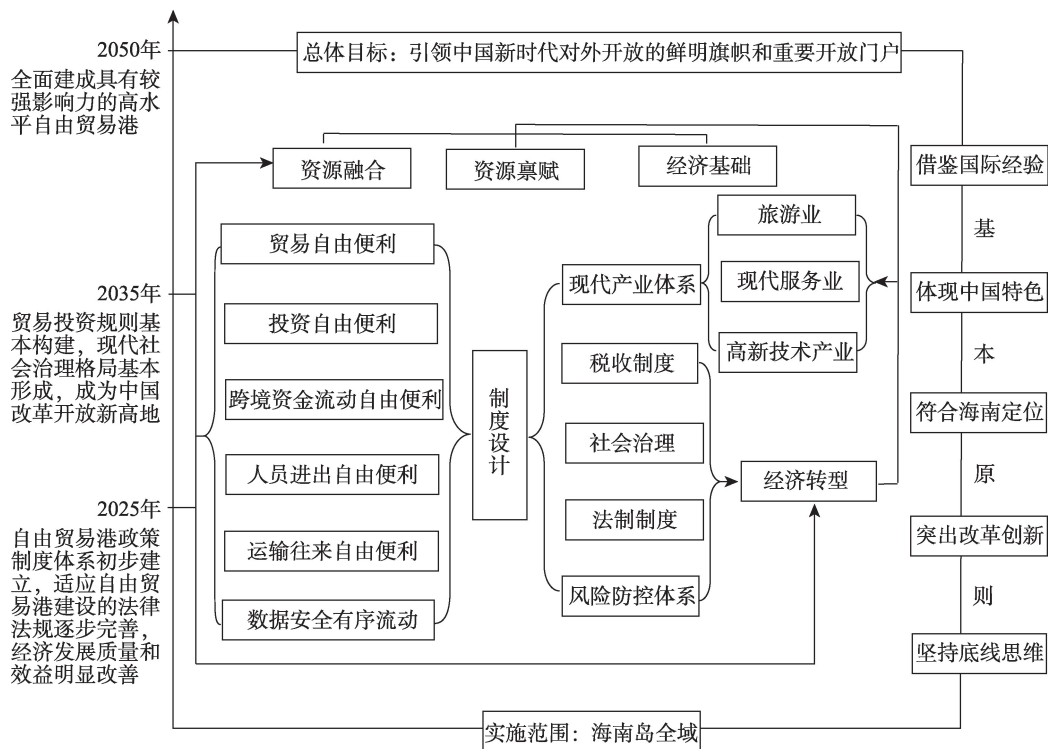 2050年
全面建成具有较
强影响力的高水
平自由贸易港
2035年
贸易投资规则基
本构建，现代社
会治理格局基本
形成，成为中国
改革开放新高地
2025年
自由贸易港政策
制度体系初步建
立，适应自由贸
易港建设的法律
法规逐步完善，
经济发展质量和
效益明显改善
总体目标：引领中国新时代对外开放的鲜明旗帜和重要开放门户
资源融合
资源禀赋
经济基础
贸易自由便利
投资自由便利
跨境资金流动自由便利
人员进出自由便利
运输往来自由便利
数据安全有序流动
制度设计
现代产业体系
税收制度
社会治理
法制制度
风险防控体系
旅游业
现代服务业
高新技术产业
经济转型
借鉴国际经验
基
体现中国特色
本
符合海南定位
原
突出改革创新
则
坚持底线思维
实施范围：海南岛全域